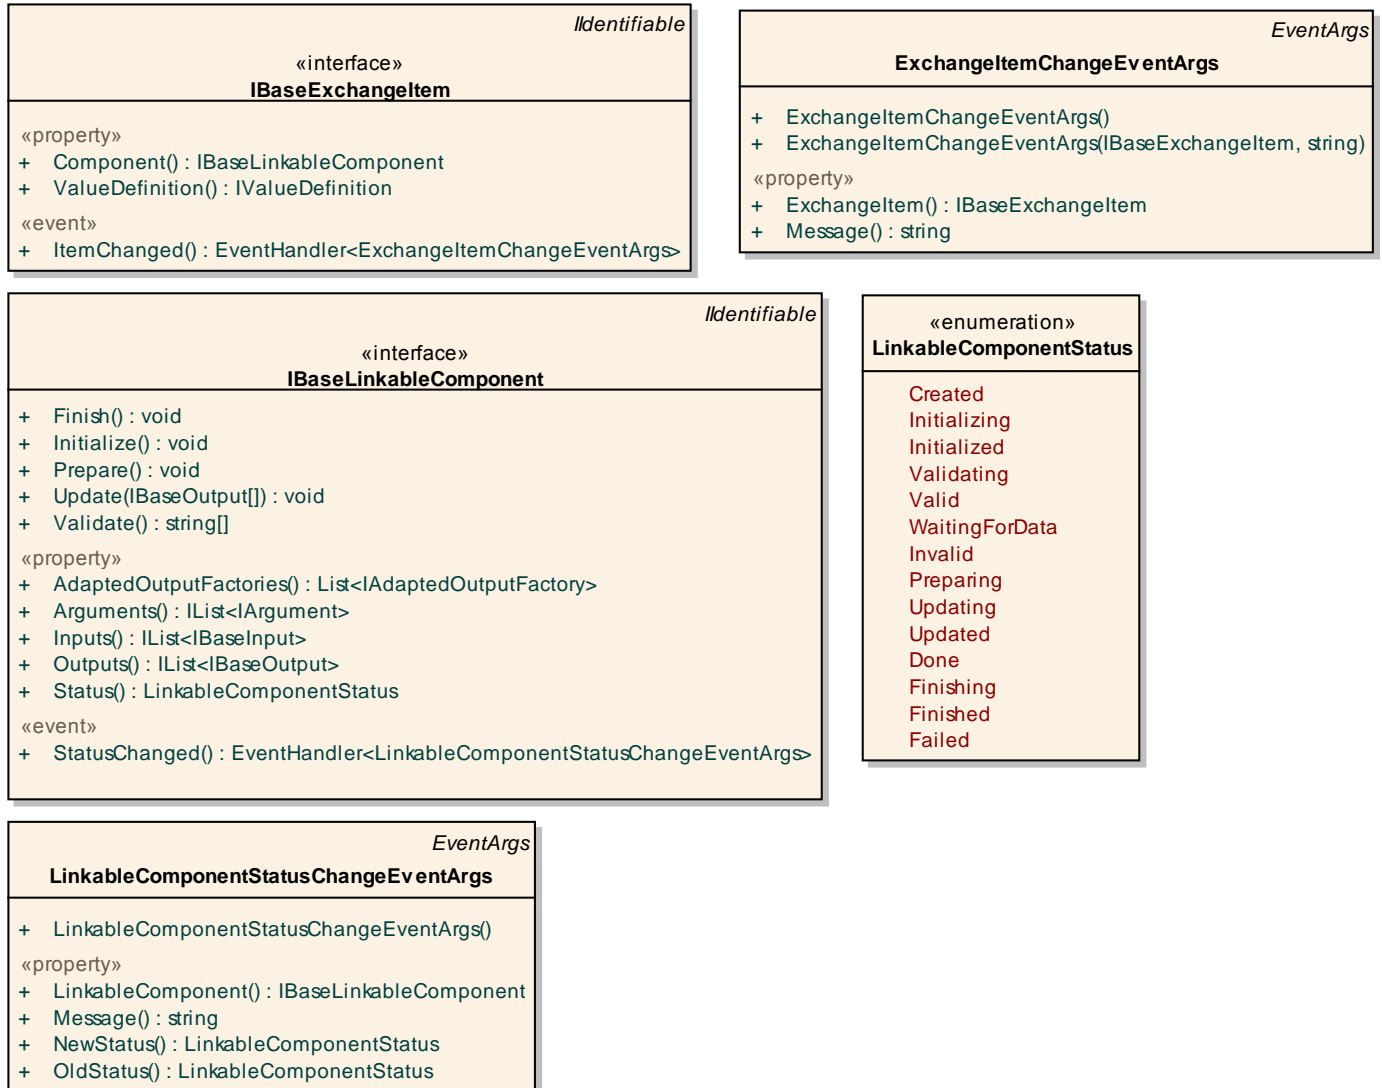 IIdentifiable
«interface»
IBaseExchangeItem
«property»
+ Component() : IBaseLinkableComponent
+ ValueDefinition() : IValueDefinition
«event»
+ ItemChanged() : EventHandler<ExchangeItemChangeEventArgs>
EventArgs
ExchangeItemChangeEventArgs
+ ExchangeItemChangeEventArgs()
+ ExchangeItemChangeEventArgs(IBaseExchangeItem, string)
«property»
+ ExchangeItem() : IBaseExchangeItem
+ Message() : string
IIdentifiable
«interface»
IBaseLinkableComponent
+ Finish() : void
+ Initialize() : void
+ Prepare() : void
+ Update(IBaseOutput[]) : void
+ Validate() : string[]
«property»
+ AdaptedOutputFactories() : List<IAdaptedOutputFactory>
+ Arguments() : IList<IArgument>
+ Inputs() : IList<IBaseInput>
+ Outputs() : IList<IBaseOutput>
+ Status() : LinkableComponentStatus
«event»
+ StatusChanged() : EventHandler<LinkableComponentStatusChangeEventArgs>
«enumeration»
LinkableComponentStatus
Created
Initializing
Initialized
Validating
Valid
WaitingForData
Invalid
Preparing
Updating
Updated
Done
Finishing
Finished
Failed
EventArgs
LinkableComponentStatusChangeEventArgs
+ LinkableComponentStatusChangeEventArgs()
«property»
+ LinkableComponent() : IBaseLinkableComponent
+ Message() : string
+ NewStatus() : LinkableComponentStatus
+ OldStatus() : LinkableComponentStatus